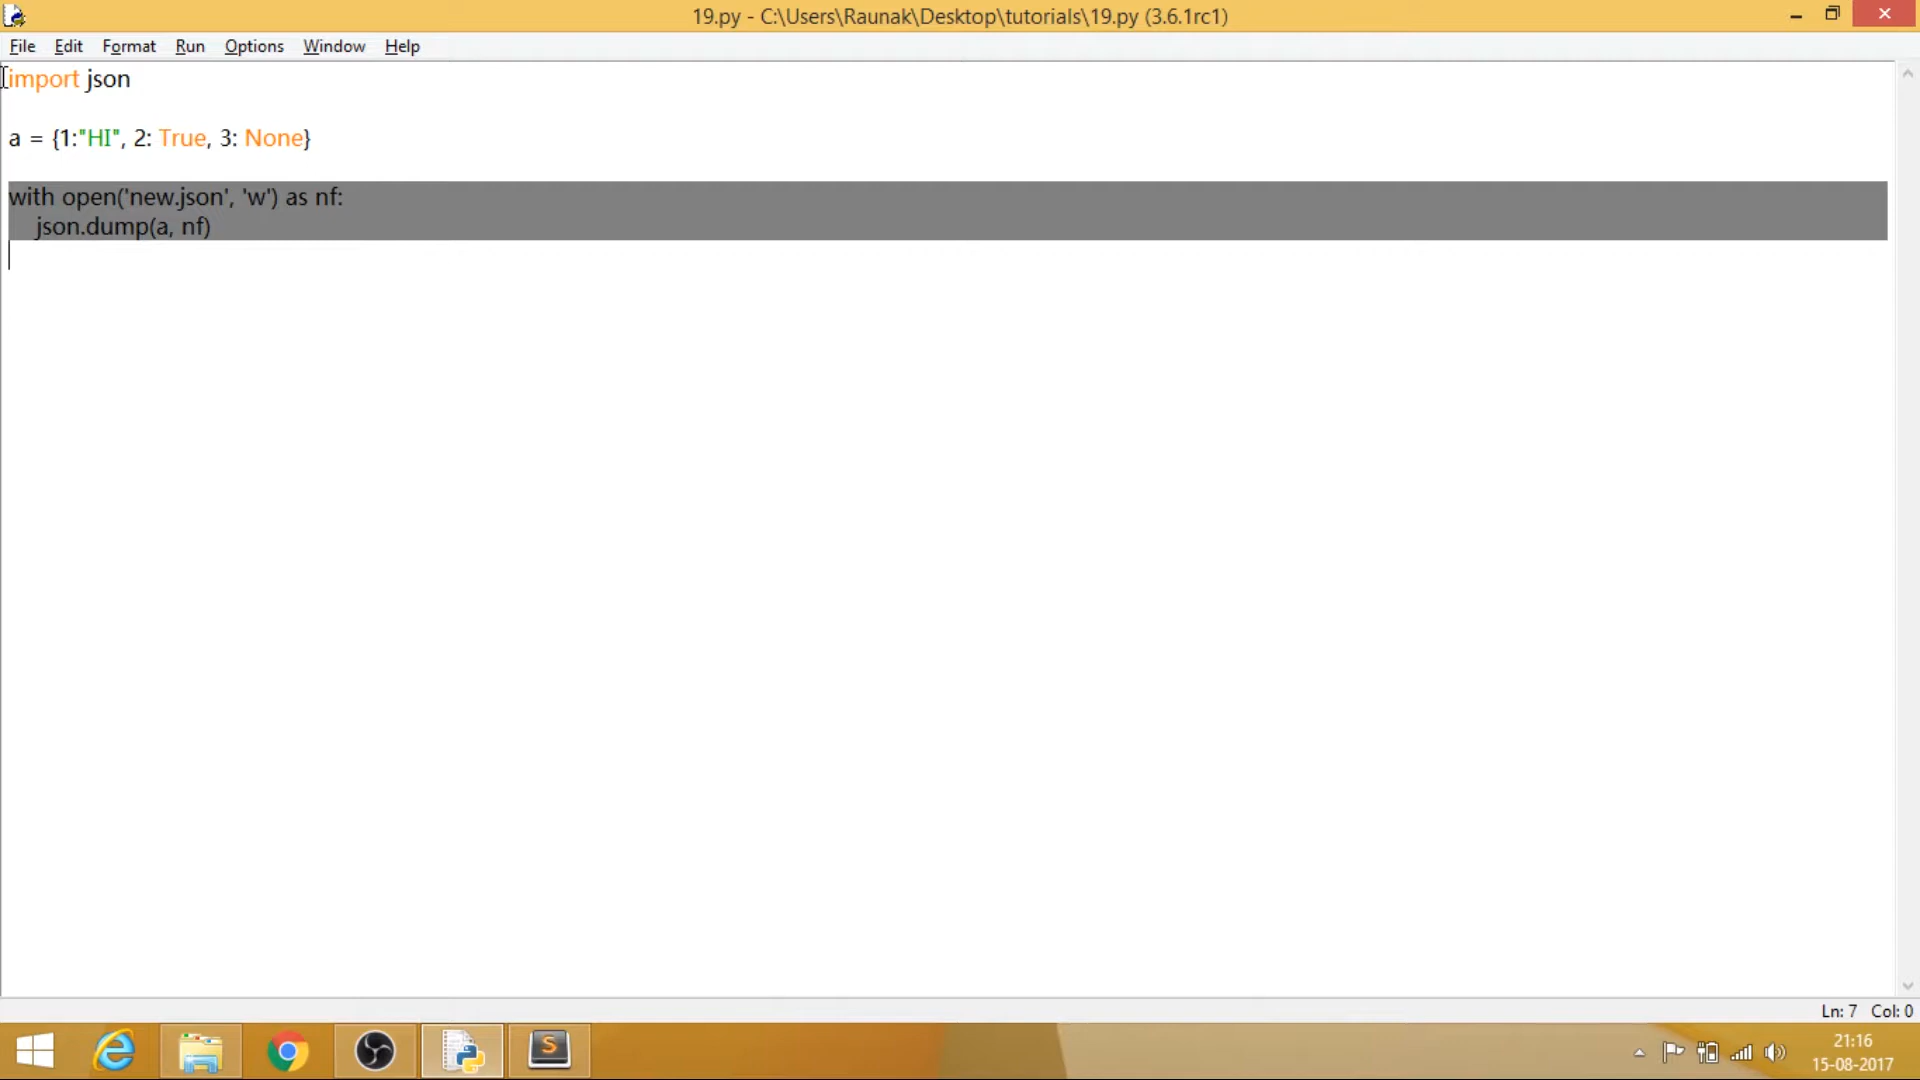 19.py - C:\Users\Raunak\Desktop\tutorials\19.py (3.6.1rc1)
File Edit Format Run Options Window Help
import json
a = {1:"HI", 2: True, 3: None}
with open('new.json', 'w') as nf:
    json.dump(a, nf)
Ln: 7 Col: 0
S
21:16
15-08-2017